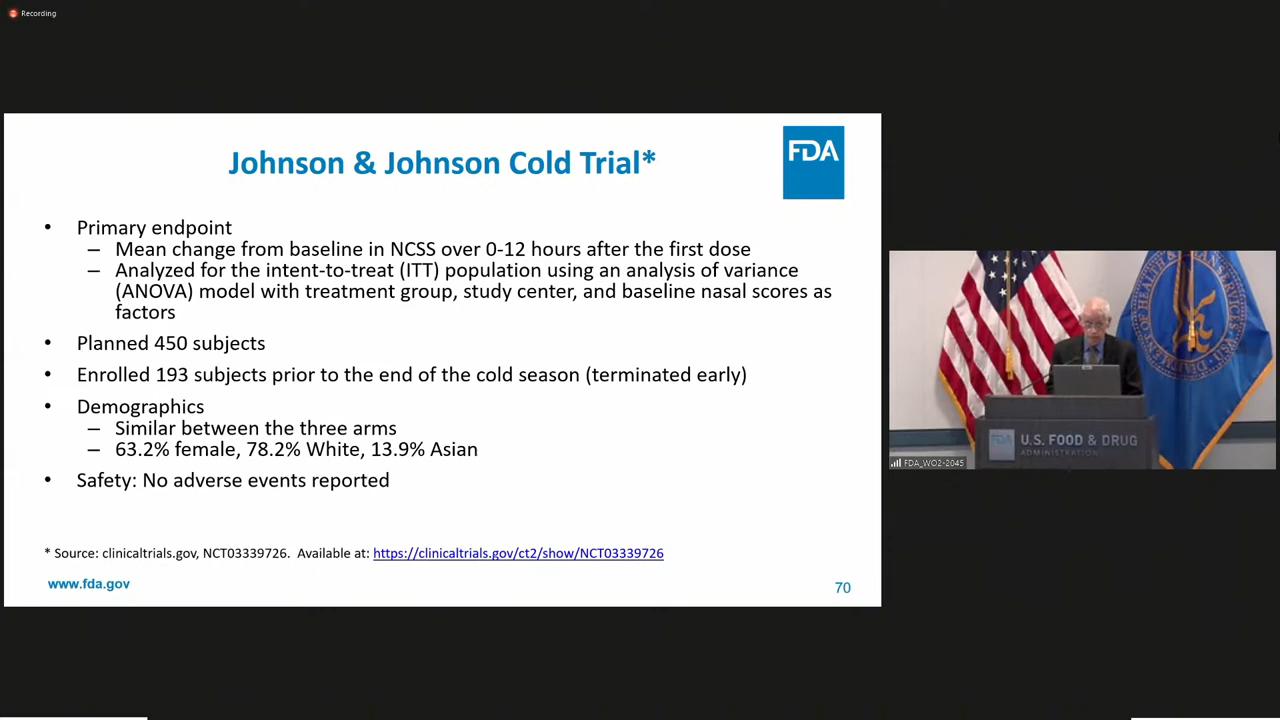 Recording
Johnson & Johnson Cold Trial*
FDA
• Primary endpoint
– Mean change from baseline in NCSS over 0-12 hours after the first dose
– Analyzed for the intent-to-treat (ITT) population using an analysis of variance
(ANOVA) model with treatment group, study center, and baseline nasal scores as
factors
• Planned 450 subjects
• Enrolled 193 subjects prior to the end of the cold season (terminated early)
• Demographics
– Similar between the three arms
– 63.2% female, 78.2% White, 13.9% Asian
• Safety: No adverse events reported
* Source: clinicaltrials.gov, NCT03339726. Available at: https://clinicaltrials.gov/ct2/show/NCT03339726
www.fda.gov
70
OF HEALTH & HUMAN SERVICES
FDA
U.S. FOOD & DRUG
ADMINISTRATION
FDA_WO2-2045